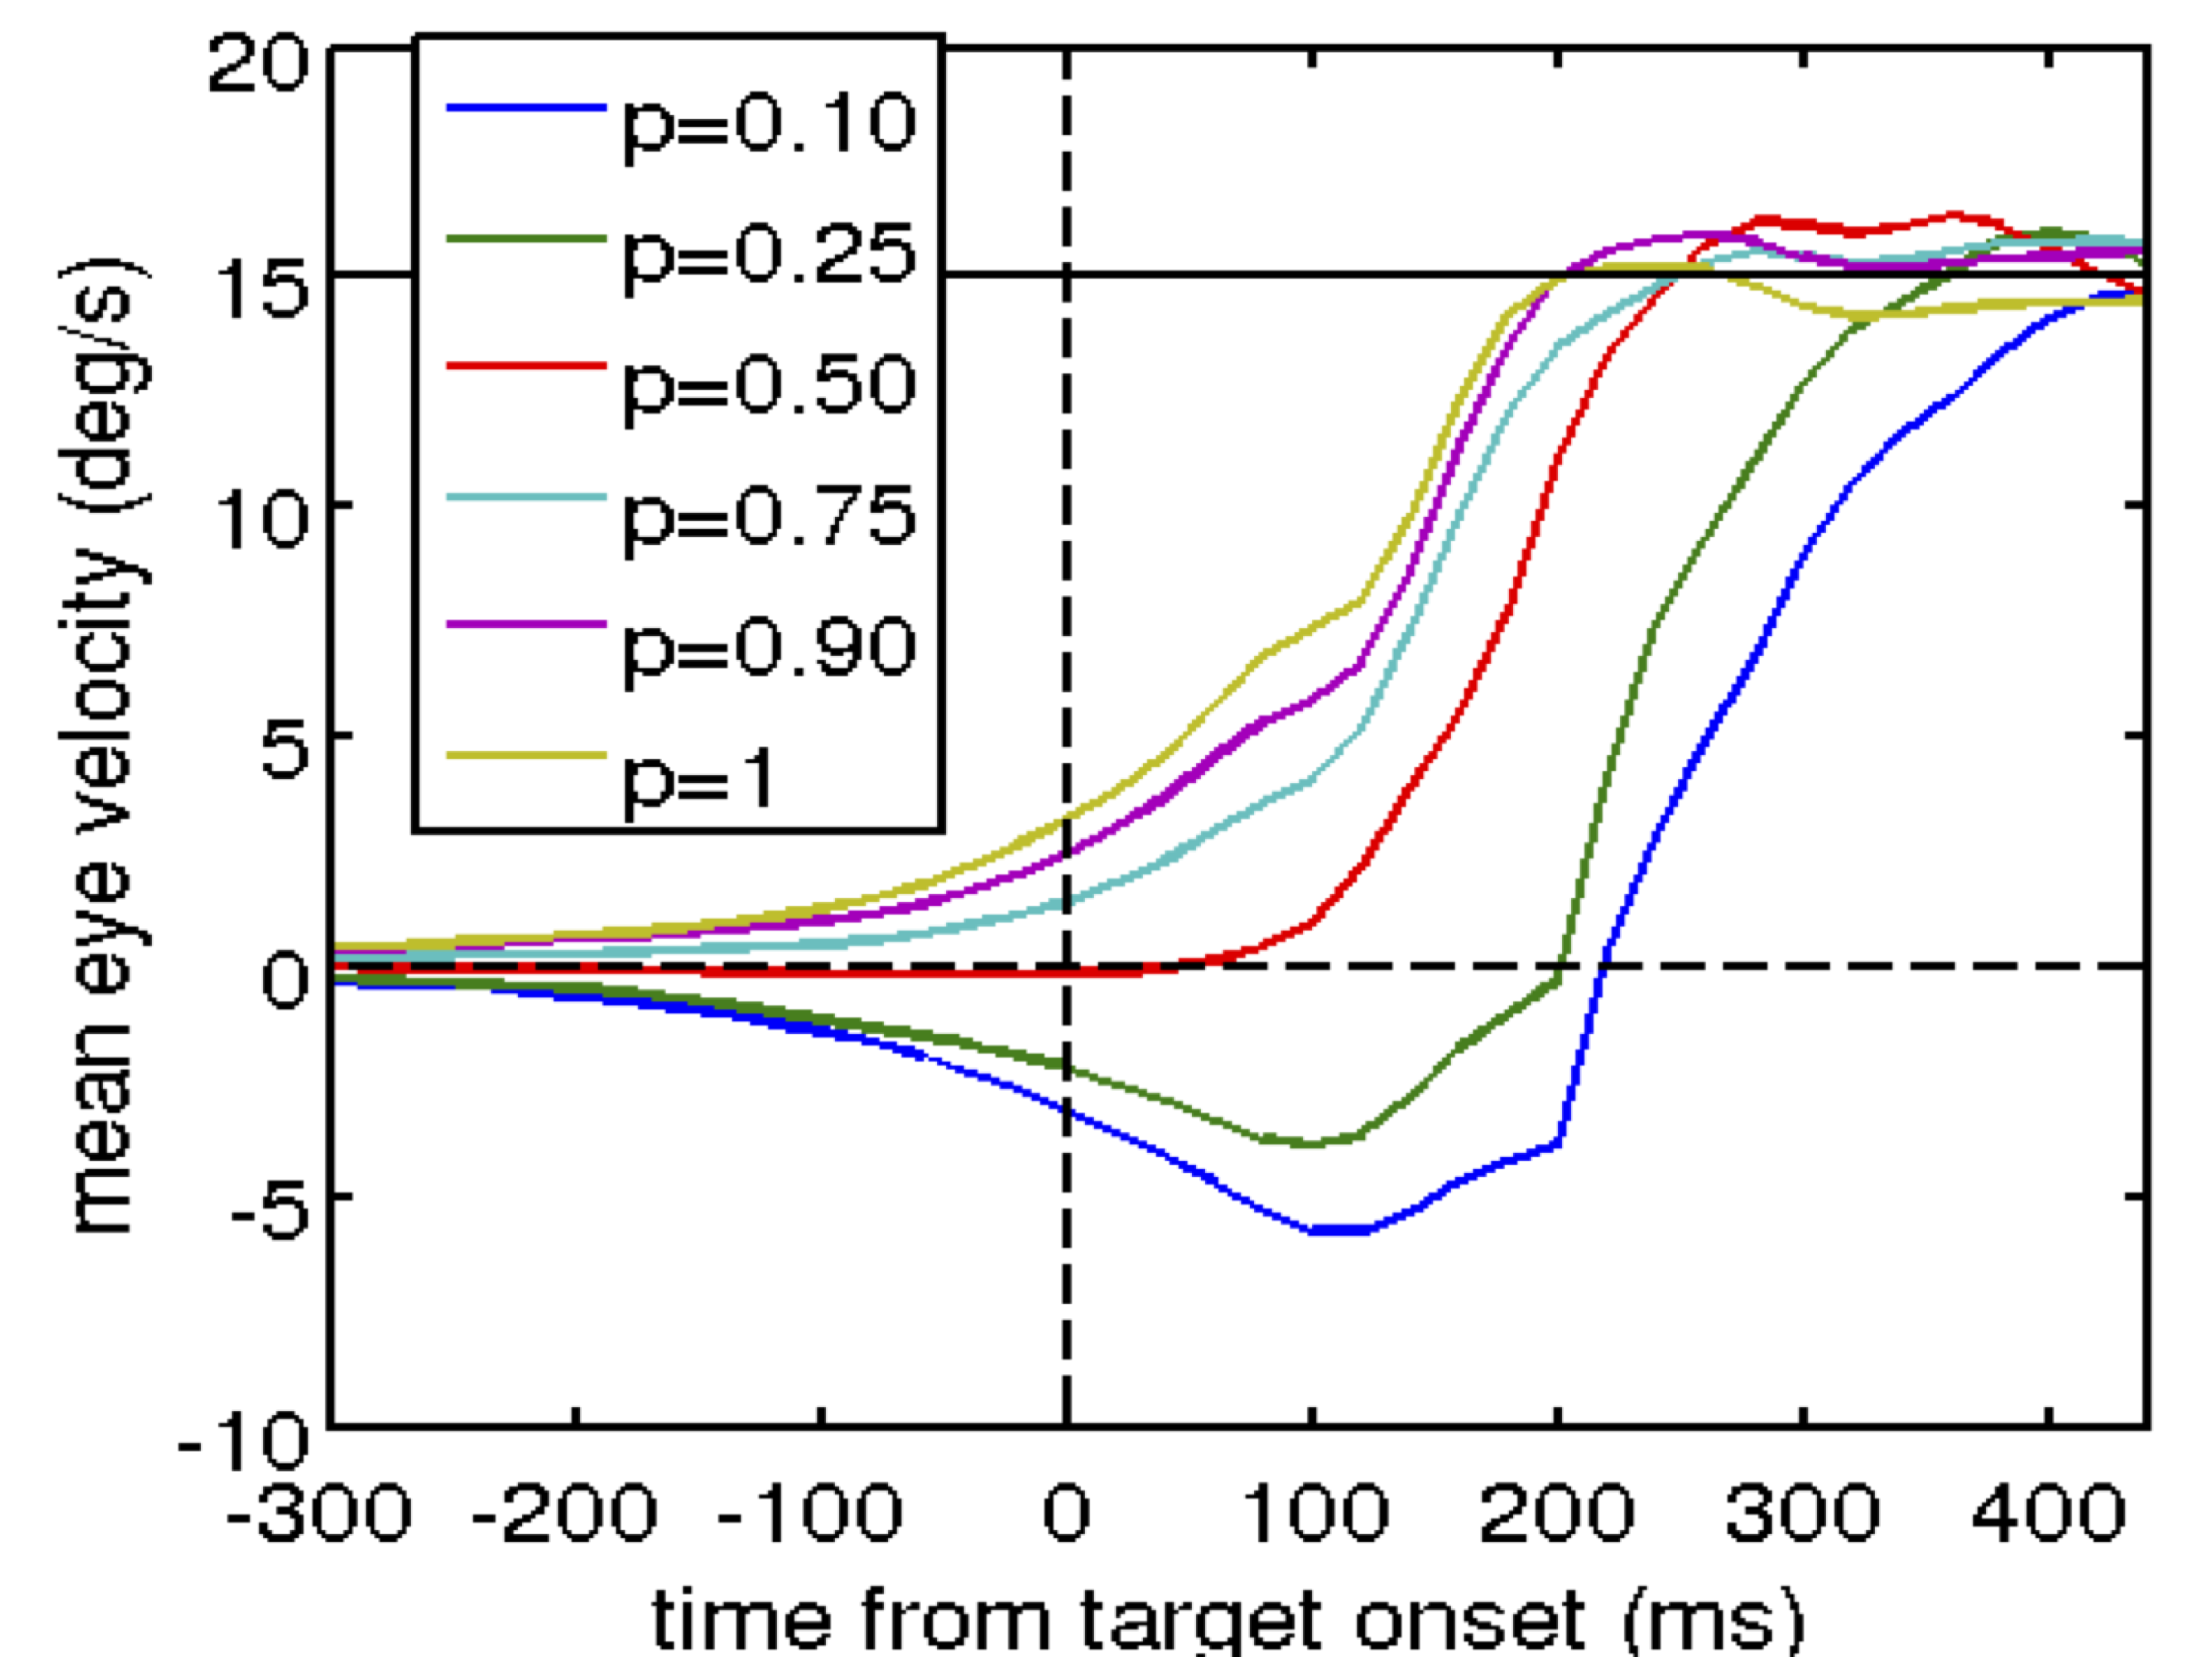 mean eye velocity (deg/s)
20
15
10
5
0
-5
-10
p=0.10
p=0.25
p=0.50
p=0.75
p=0.90
p=1
-300 -200 -100 0 100 200 300 400
time from target onset (ms)